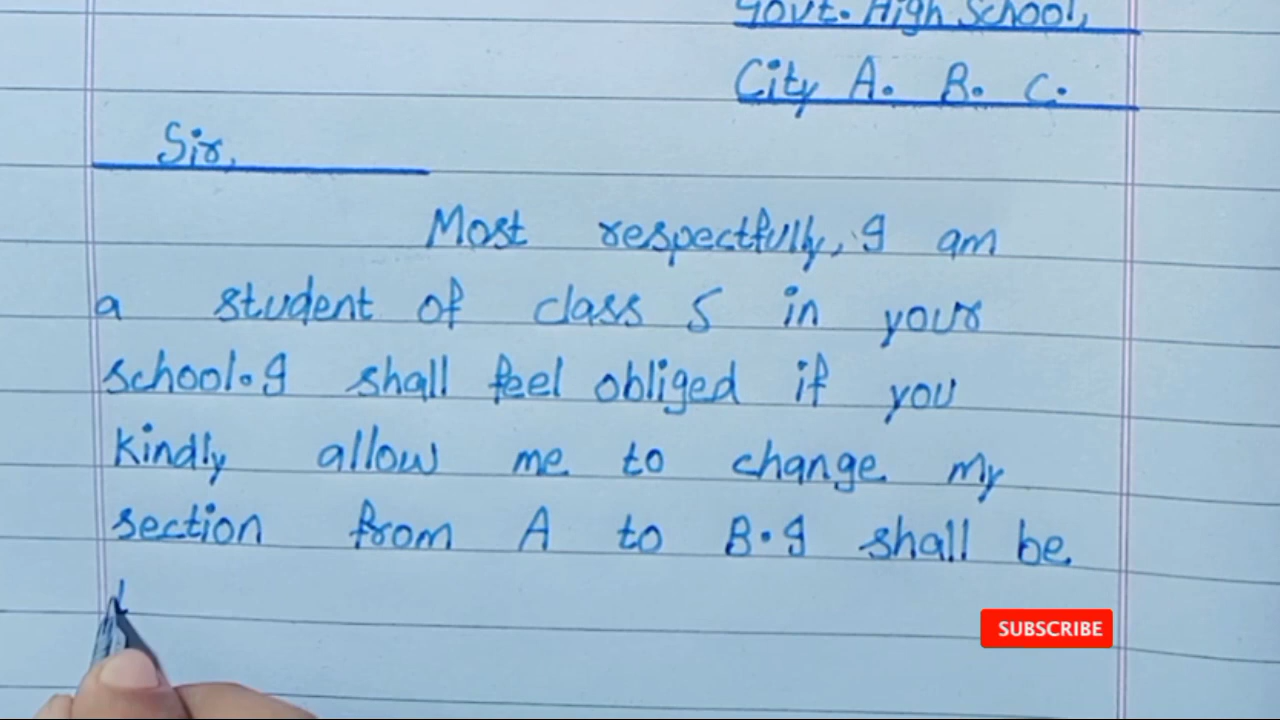 Govt. High School,
City A. B. C.
Sir,
Most respectfully, I am
a student of class 5 in your
school. I shall feel obliged if you
kindly allow me to change my
section from A to B. I shall be
SUBSCRIBE